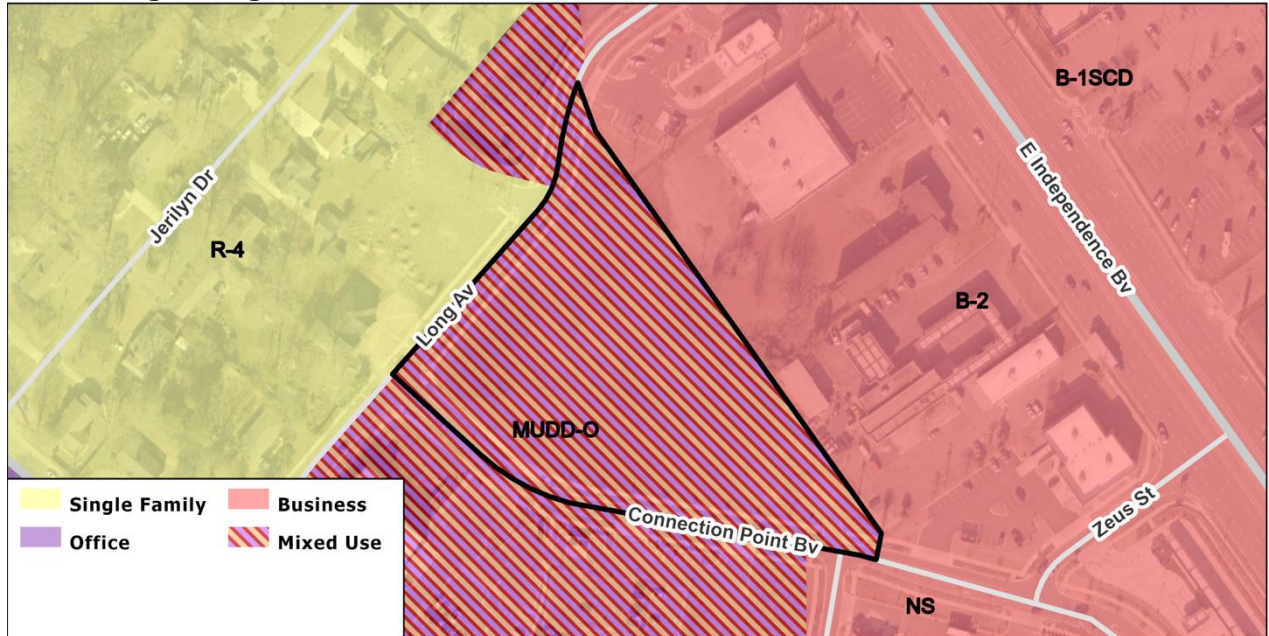 B-1SCD
E Independence Bv
Jerilyn Dr
R-4
Long Av
B-2
MUDD-O
Connection Point Bv
Zeus St
NS
Single Family
Business
Office
Mixed Use